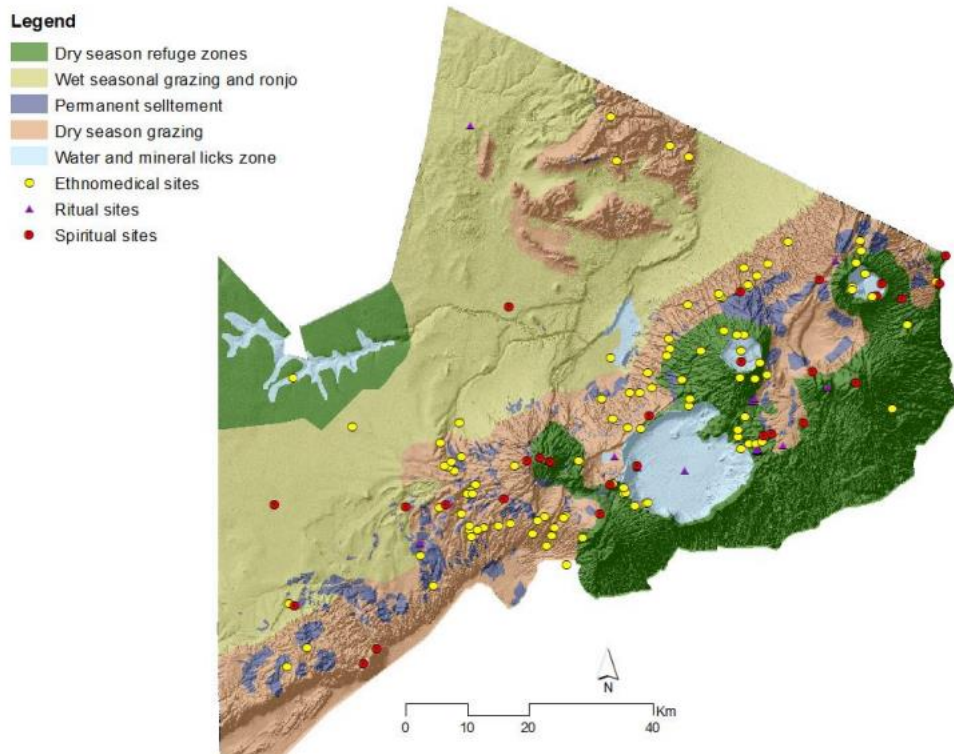 Legend
Dry season refuge zones
Wet seasonal grazing and ronjo
Permanent selltement
Dry season grazing
Water and mineral licks zone
Ethnomedical sites
Ritual sites
Spiritual sites
N
Km
0 10 20 40